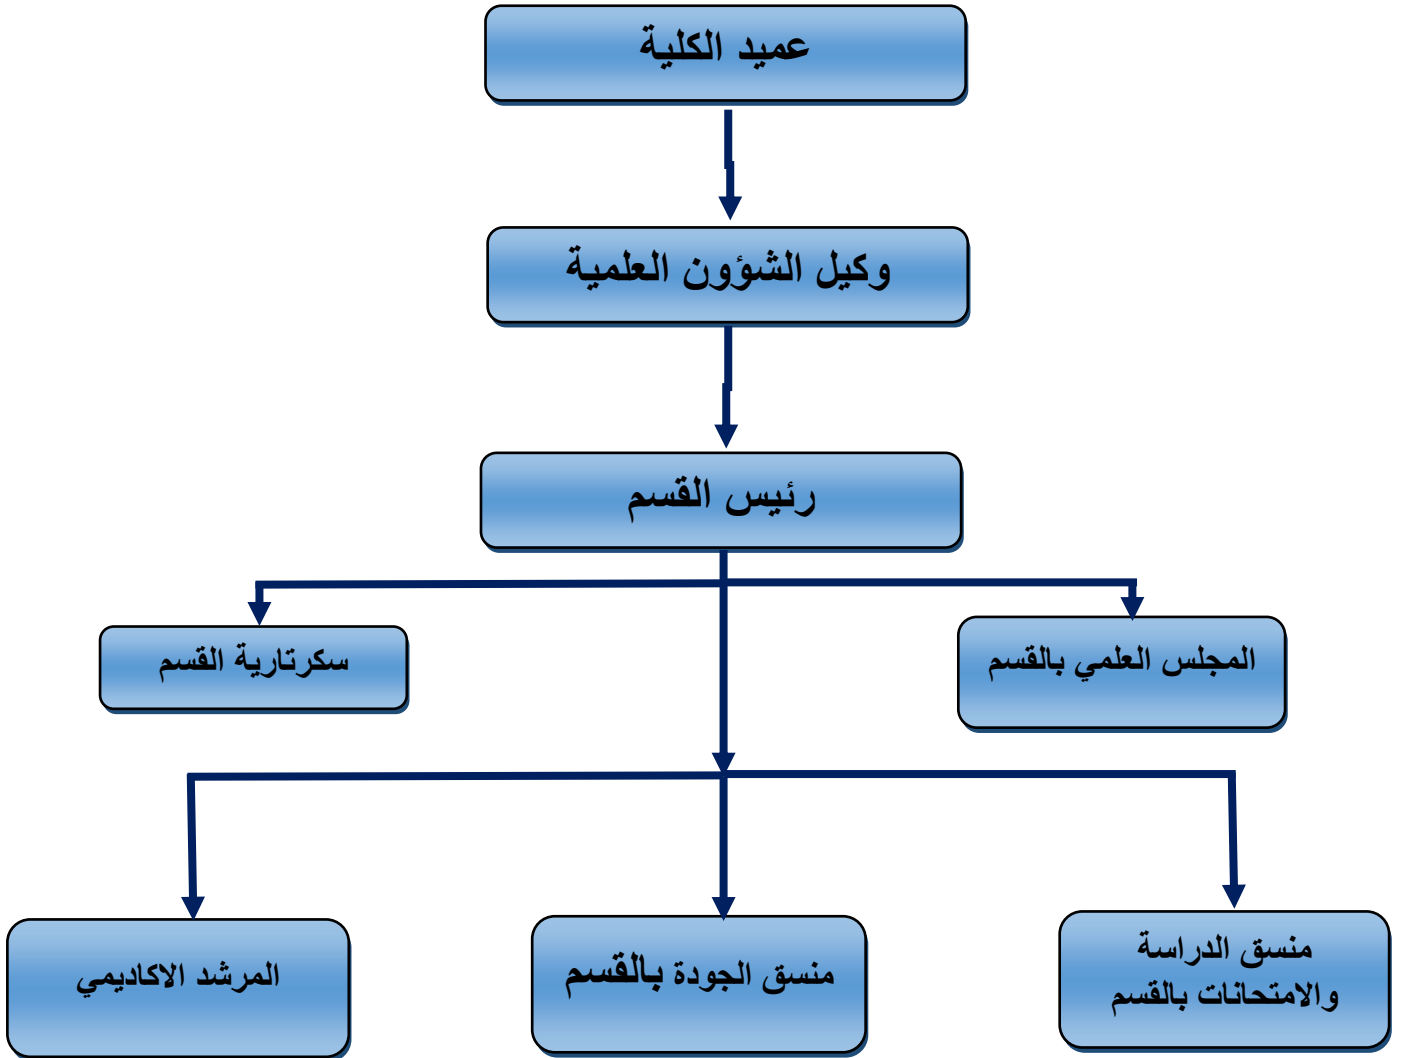 عميد الكلية
وكيل الشؤون العلمية
رئيس القسم
المجلس العلمي بالقسم
سكرتارية القسم
منسق الدراسة
والامتحانات بالقسم
منسق الجودة بالقسم
المرشد الاكاديمي